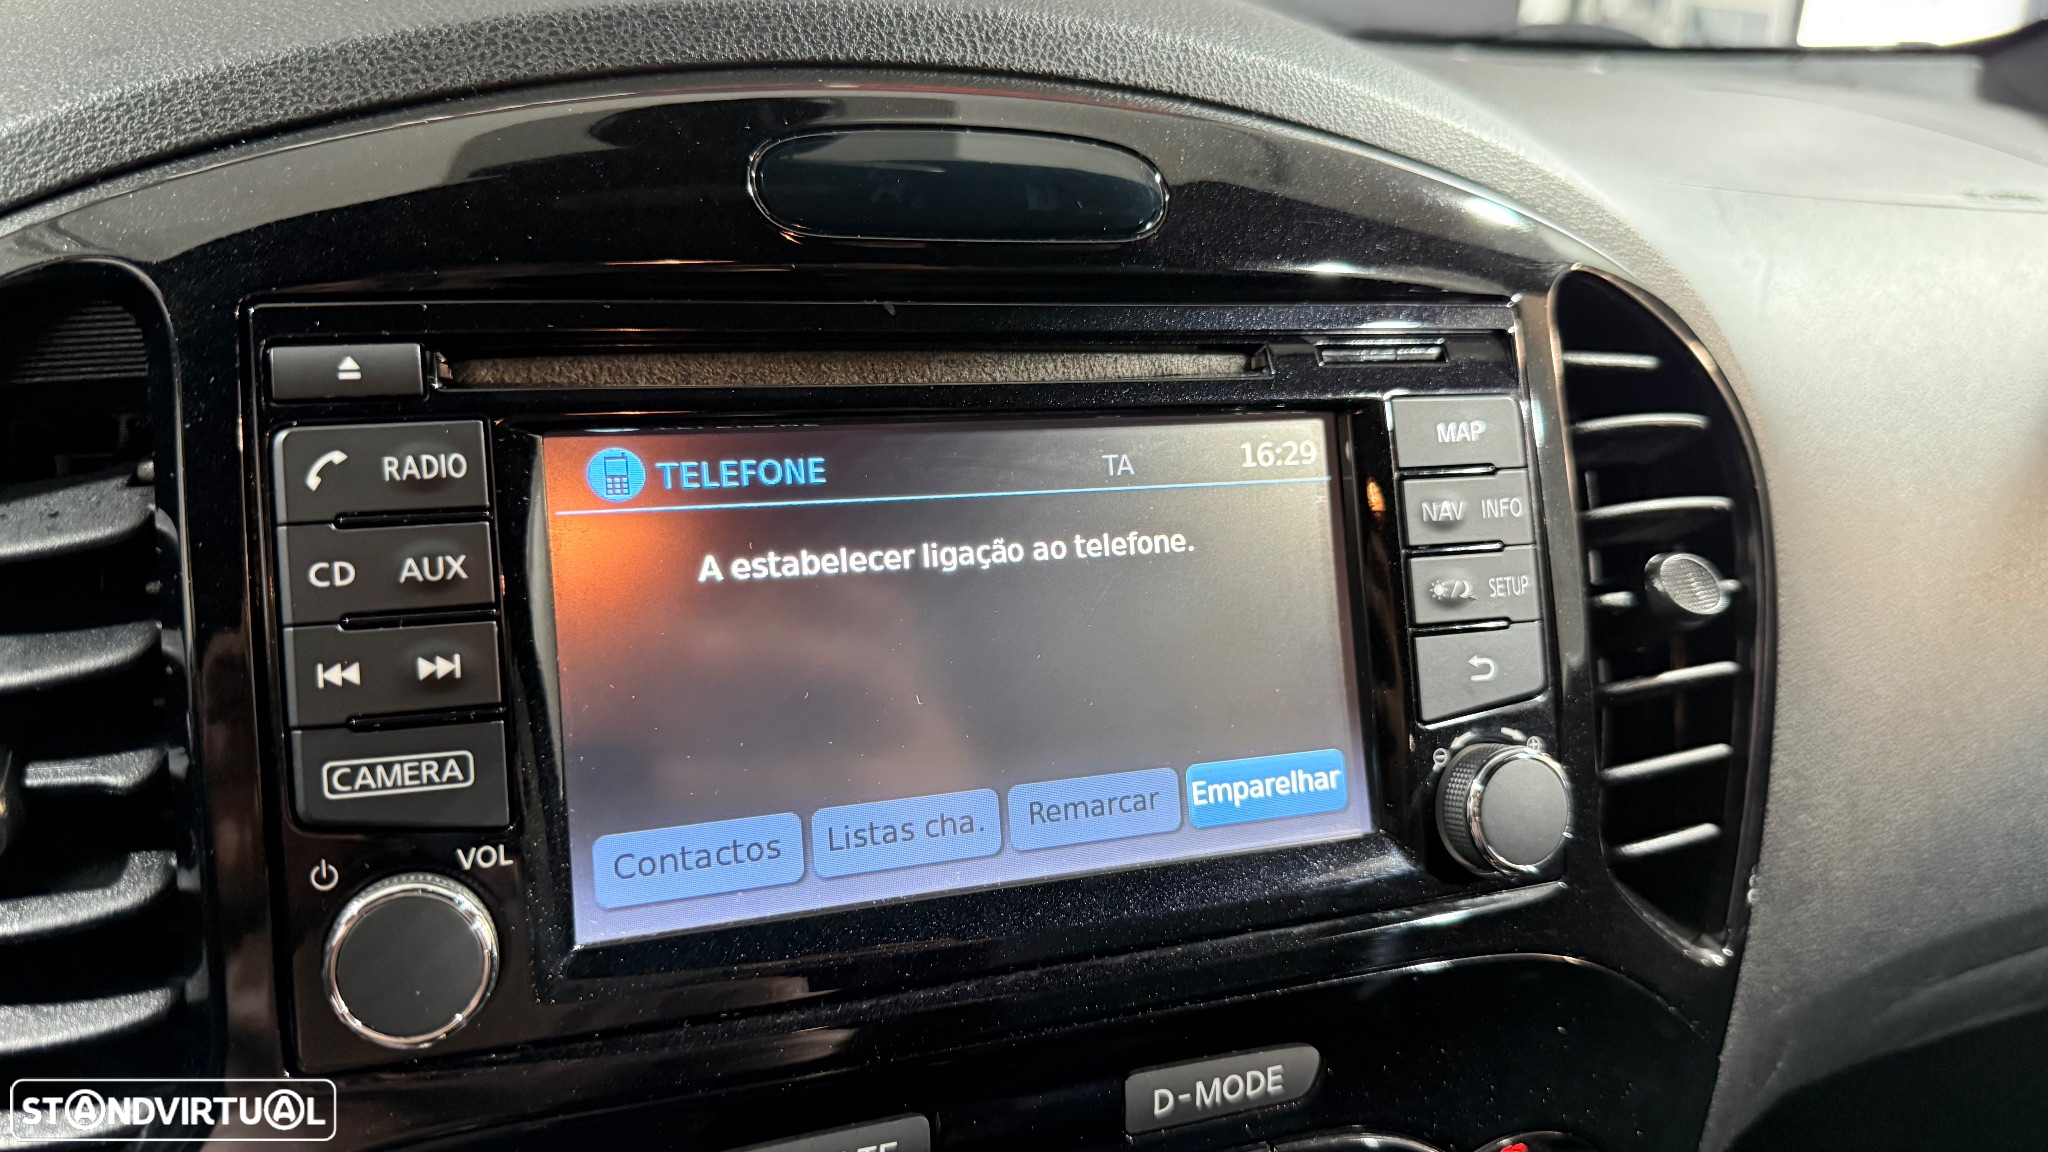 RADIO
CD AUX
CAMERA
VOL
TELEFONE TA 16:29
A estabelecer ligação ao telefone.
Contactos Listas cha. Remarcar Emparelhar
MAP
NAV INFO
SETUP
D-MODE
STANDVIRTUAL